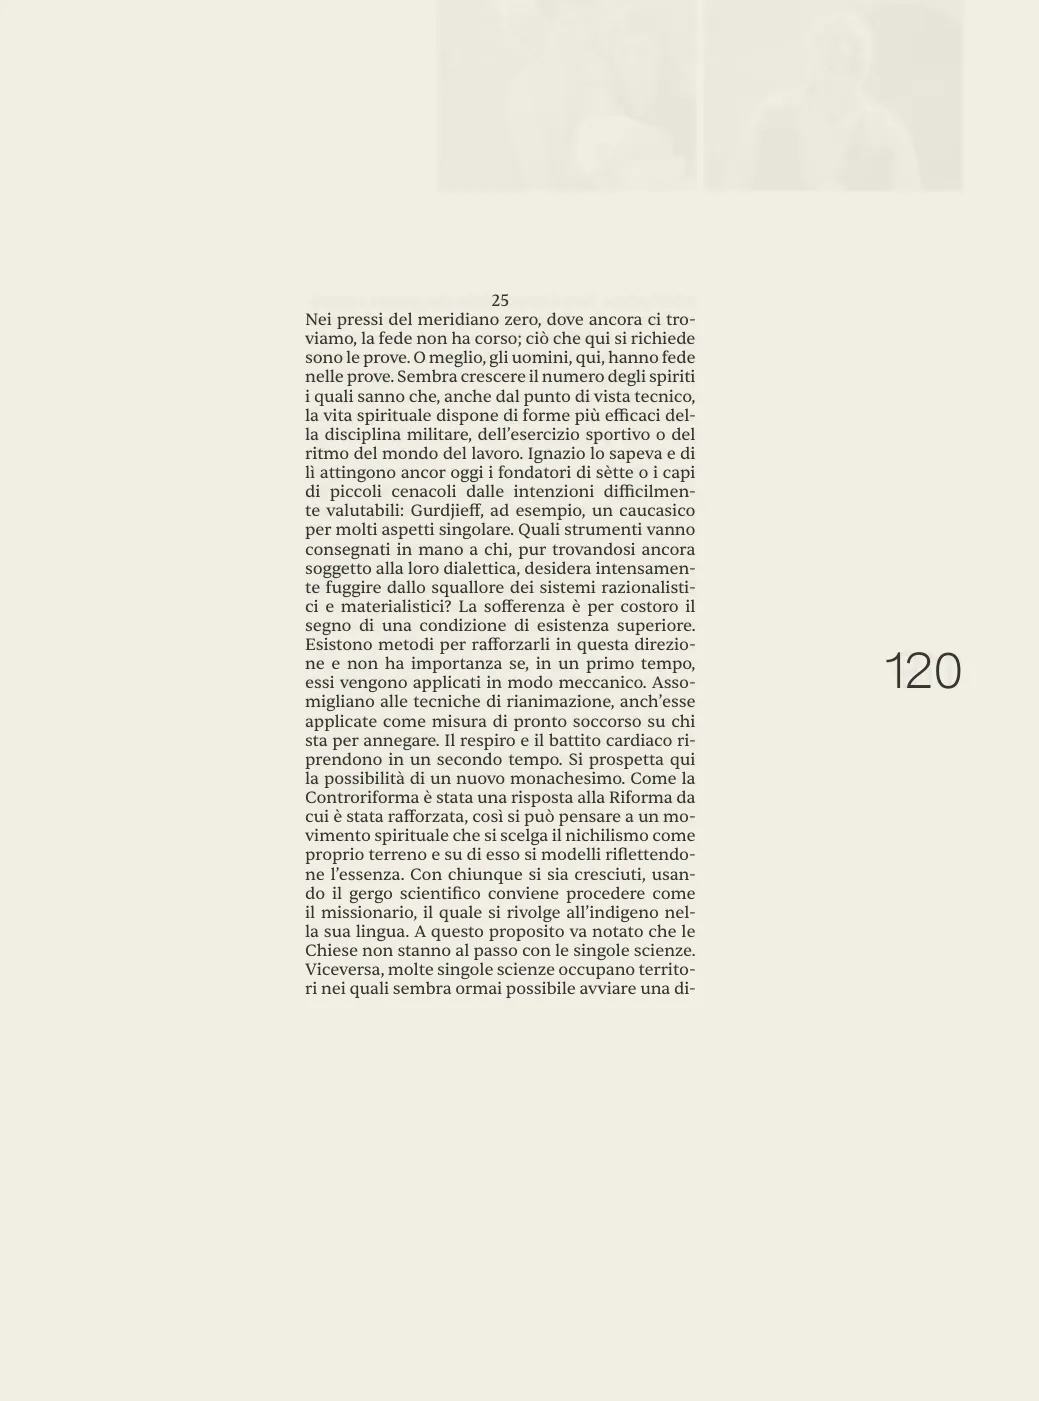 25
Nei pressi del meridiano zero, dove ancora ci tro-
viamo, la fede non ha corso; ciò che qui si richiede
sono le prove. O meglio, gli uomini, qui, hanno fede
nelle prove. Sembra crescere il numero degli spiriti
i quali sanno che, anche dal punto di vista tecnico,
la vita spirituale dispone di forme più efficaci del-
la disciplina militare, dell’esercizio sportivo o del
ritmo del mondo del lavoro. Ignazio lo sapeva e di
lì attingono ancor oggi i fondatori di sètte o i capi
di piccoli cenacoli dalle intenzioni difficilmen-
te valutabili: Gurdjieff, ad esempio, un caucasico
per molti aspetti singolare. Quali strumenti vanno
consegnati in mano a chi, pur trovandosi ancora
soggetto alla loro dialettica, desidera intensamen-
te fuggire dallo squallore dei sistemi razionalisti-
ci e materialistici? La sofferenza è per costoro il
segno di una condizione di esistenza superiore.
Esistono metodi per rafforzarli in questa direzio-
ne e non ha importanza se, in un primo tempo,
essi vengono applicati in modo meccanico. Asso-
migliano alle tecniche di rianimazione, anch’esse
applicate come misura di pronto soccorso su chi
sta per annegare. Il respiro e il battito cardiaco ri-
prendono in un secondo tempo. Si prospetta qui
la possibilità di un nuovo monachesimo. Come la
Controriforma è stata una risposta alla Riforma da
cui è stata rafforzata, così si può pensare a un mo-
vimento spirituale che si scelga il nichilismo come
proprio terreno e su di esso si modelli riflettendo-
ne l’essenza. Con chiunque si sia cresciuti, usan-
do il gergo scientifico conviene procedere come
il missionario, il quale si rivolge all’indigeno nel-
la sua lingua. A questo proposito va notato che le
Chiese non stanno al passo con le singole scienze.
Viceversa, molte singole scienze occupano territo-
ri nei quali sembra ormai possibile avviare una di-
120